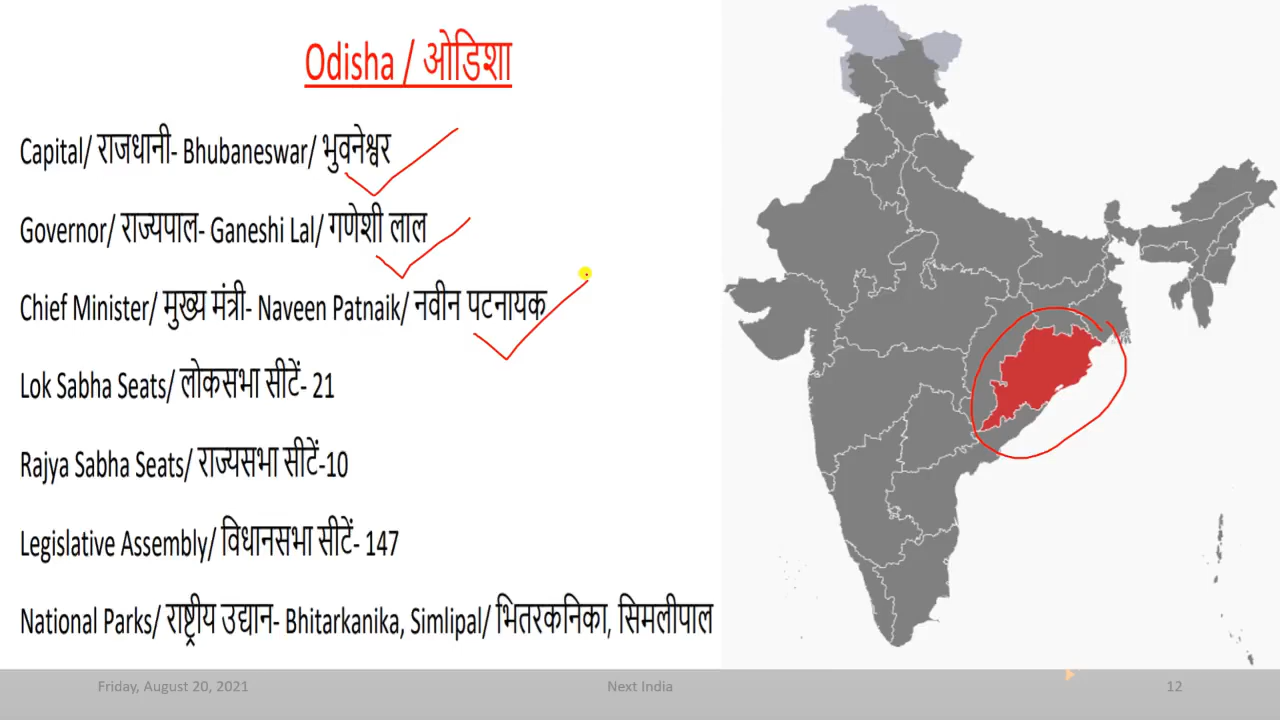 Odisha / ओडिशा
Capital/ राजधानी- Bhubaneswar/ भुवनेश्वर
Governor/ राज्यपाल- Ganeshi Lal/ गणेशी लाल
Chief Minister/ मुख्य मंत्री- Naveen Patnaik/ नवीन पटनायक
Lok Sabha Seats/ लोकसभा सीटें- 21
Rajya Sabha Seats/ राज्यसभा सीटें-10
Legislative Assembly/ विधानसभा सीटें- 147
National Parks/ राष्ट्रीय उद्यान- Bhitarkanika, Simlipal/ भितरकनिका, सिमलीपाल
Friday, August 20, 2021 Next India 12